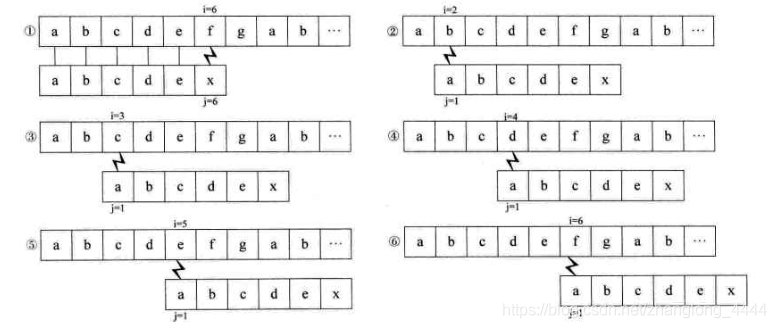 i=6
① a b c d e f g a b ···
a b c d e x
j=6
i=2
② a b c d e f g a b ···
a b c d e x
j=1
i=3
③ a b c d e f g a b ···
a b c d e x
j=1
i=4
④ a b c d e f g a b ···
a b c d e x
j=1
i=5
⑤ a b c d e f g a b ···
a b c d e x
j=1
i=6
⑥ a b c d e f g a b ···
a b c d e x
j=1
https://blog.csdn.net/zhanglong_4444